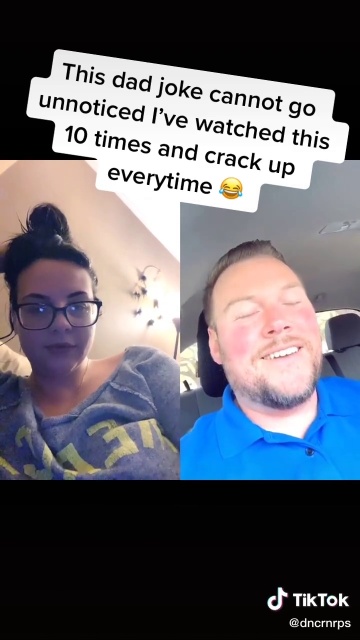 This dad joke cannot go
unnoticed I've watched this
10 times and crack up
everytime 😂
TikTok
@dncrnrps